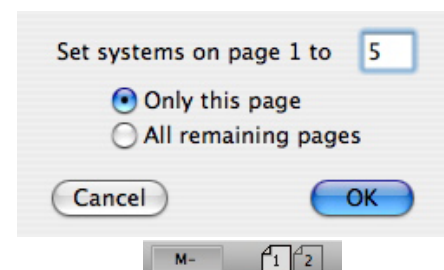 Set systems on page 1 to 5
Only this page
All remaining pages
Cancel OK
M- 1 2